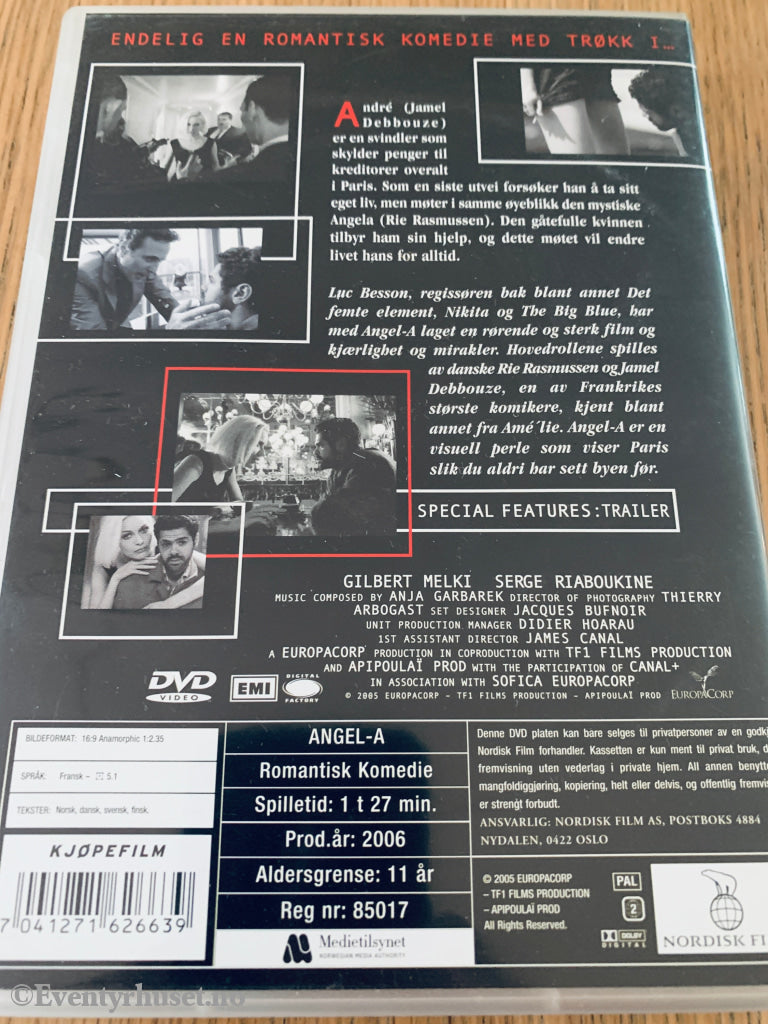 ENDELIG EN ROMANTISK KOMEDIE MED TRØKK I...
André (Jamel
Debbouze)
er en svindler som
skylder penger til
kreditorer overalt
i Paris. Som en siste utvei forsøker han å ta sitt
eget liv, men møter i samme øyeblikk den mystiske
Angela (Rie Rasmussen). Den gåtefulle kvinnen
tilbyr ham sin hjelp, og dette møtet vil endre
livet hans for alltid.
Luc Besson, regissøren bak blant annet Det
femte element, Nikita og The Big Blue, har
med Angel-A laget en rørende og sterk film og
kjærlighet og mirakler. Hovedrollene spilles
av danske Rie Rasmussen og Jamel
Debbouze, en av Frankrikes
største komikere, kjent blant
annet fra Amé´lie. Angel-A er en
visuell perle som viser Paris
slik du aldri har sett byen før.
SPECIAL FEATURES:TRAILER
GILBERT MELKI SERGE RIABOUKINE
MUSIC COMPOSED BY ANJA GARBAREK DIRECTOR OF PHOTOGRAPHY THIERRY
ARBOGAST SET DESIGNER JACQUES BUFNOIR
UNIT PRODUCTION MANAGER DIDIER HOARAU
1ST ASSISTANT DIRECTOR JAMES CANAL
A EUROPACORP PRODUCTION IN COPRODUCTION WITH TF1 FILMS PRODUCTION
AND APIPOULAÏ PROD WITH THE PARTICIPATION OF CANAL+
IN ASSOCIATION WITH SOFICA EUROPACORP
© 2005 EUROPACORP - TF1 FILMS PRODUCTION - APIPOULAÏ PROD
EUROPACORP
DVD
VIDEO
EMI
DIGITAL
FACTORY
BILDEFORMAT: 16:9 Anamorphic 1:2.35
SPRÅK: Fransk – 5.1
TEKSTER: Norsk, dansk, svensk, finsk.
KJØPEFILM
7 041271 626639
ANGEL-A
Romantisk Komedie
Spilletid: 1 t 27 min.
Prod.år: 2006
Aldersgrense: 11 år
Reg nr: 85017
Medietilsynet
NORWEGIAN MEDIA AUTHORITY
Denne DVD platen kan bare selges til privatpersoner av en godkj
Nordisk Film forhandler. Kassetten er kun ment til privat bruk, d
fremvisning uten vederlag i private hjem. All annen benytte
mangfoldiggjøring, kopiering, helt eller delvis, og offentlig fremvis
er strengt forbudt.
ANSVARLIG: NORDISK FILM AS, POSTBOKS 4884
NYDALEN, 0422 OSLO
© 2005 EUROPACORP
– TF1 FILMS PRODUCTION
– APIPOULAÏ PROD
All Rights Reserved.
PAL
2
DOLBY
DIGITAL
NORDISK FI
©Eventyrhuset.no